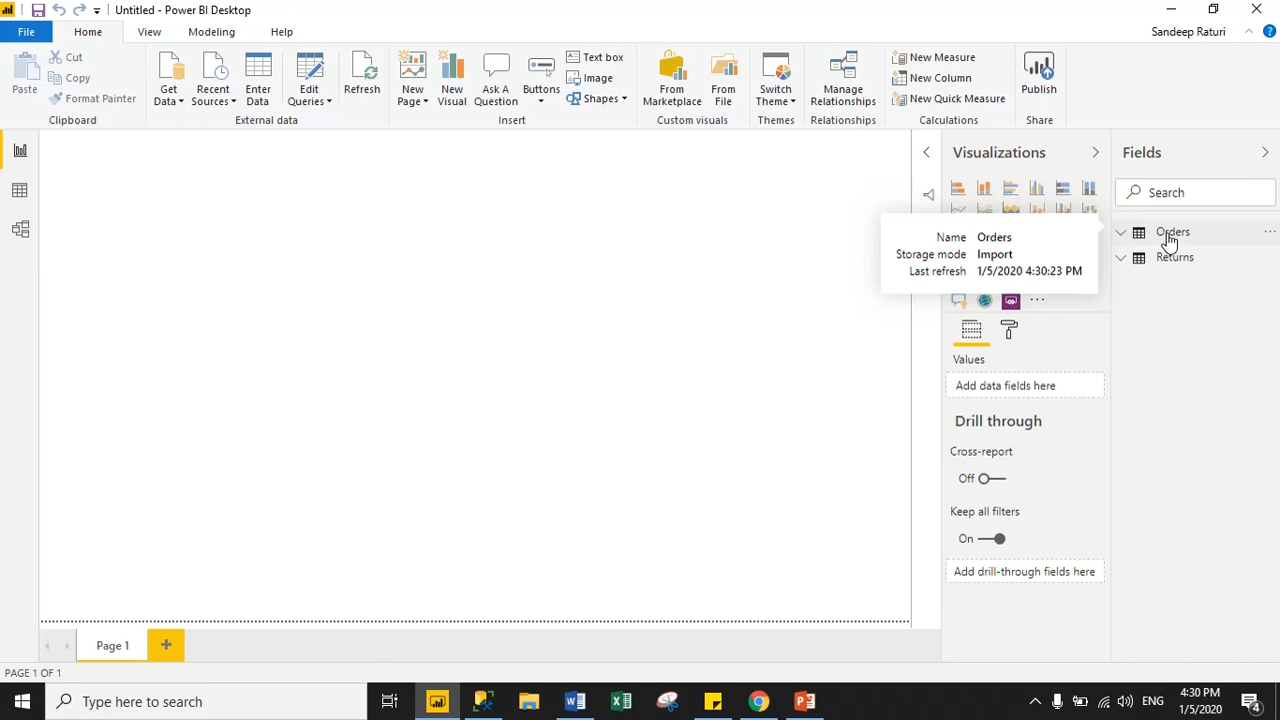 Untitled - Power BI Desktop
File
Home
View
Modeling
Help
Sandeep Raturi
Paste
Cut
Copy
Format Painter
Clipboard
Get Data
Recent Sources
Enter Data
Edit Queries
Refresh
External data
New Page
New Visual
Ask A Question
Buttons
Text box
Image
Shapes
Insert
From Marketplace
From File
Custom visuals
Switch Theme
Themes
Manage Relationships
Relationships
New Measure
New Column
New Quick Measure
Calculations
Publish
Share
Visualizations
Fields
Search
Orders
Returns
Name Orders
Storage mode Import
Last refresh 1/5/2020 4:30:23 PM
Values
Add data fields here
Drill through
Cross-report
Off
Keep all filters
On
Add drill-through fields here
Page 1
PAGE 1 OF 1
Type here to search
ENG
4:30 PM
1/5/2020
4